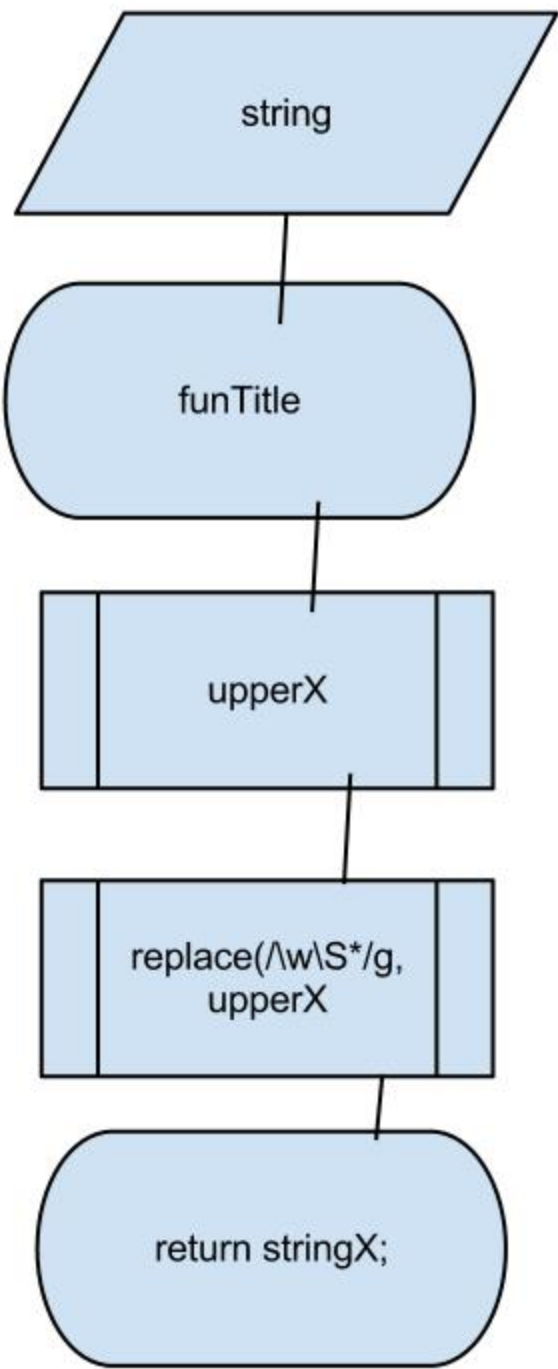 string
funTitle
upperX
replace(/\w\S*/g,
upperX
return stringX;